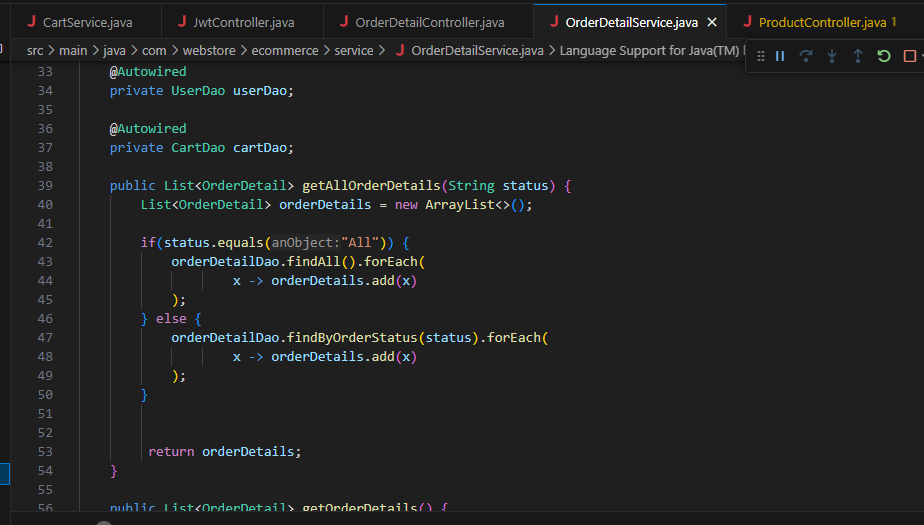 CartService.java JwtController.java OrderDetailController.java OrderDetailService.java ProductController.java 1
src > main > java > com > webstore > ecommerce > service > OrderDetailService.java > Language Support for Java(TM)
33 @Autowired
34 private UserDao userDao;
35
36 @Autowired
37 private CartDao cartDao;
38
39 public List<OrderDetail> getAllOrderDetails(String status) {
40 List<OrderDetail> orderDetails = new ArrayList<>();
41
42 if(status.equals(anObject:"All")) {
43 orderDetailDao.findAll().forEach(
44 x -> orderDetails.add(x)
45 );
46 } else {
47 orderDetailDao.findByOrderStatus(status).forEach(
48 x -> orderDetails.add(x)
49 );
50 }
51
52
53 return orderDetails;
54 }
55
56 public List<OrderDetail> getOrderDetails() {